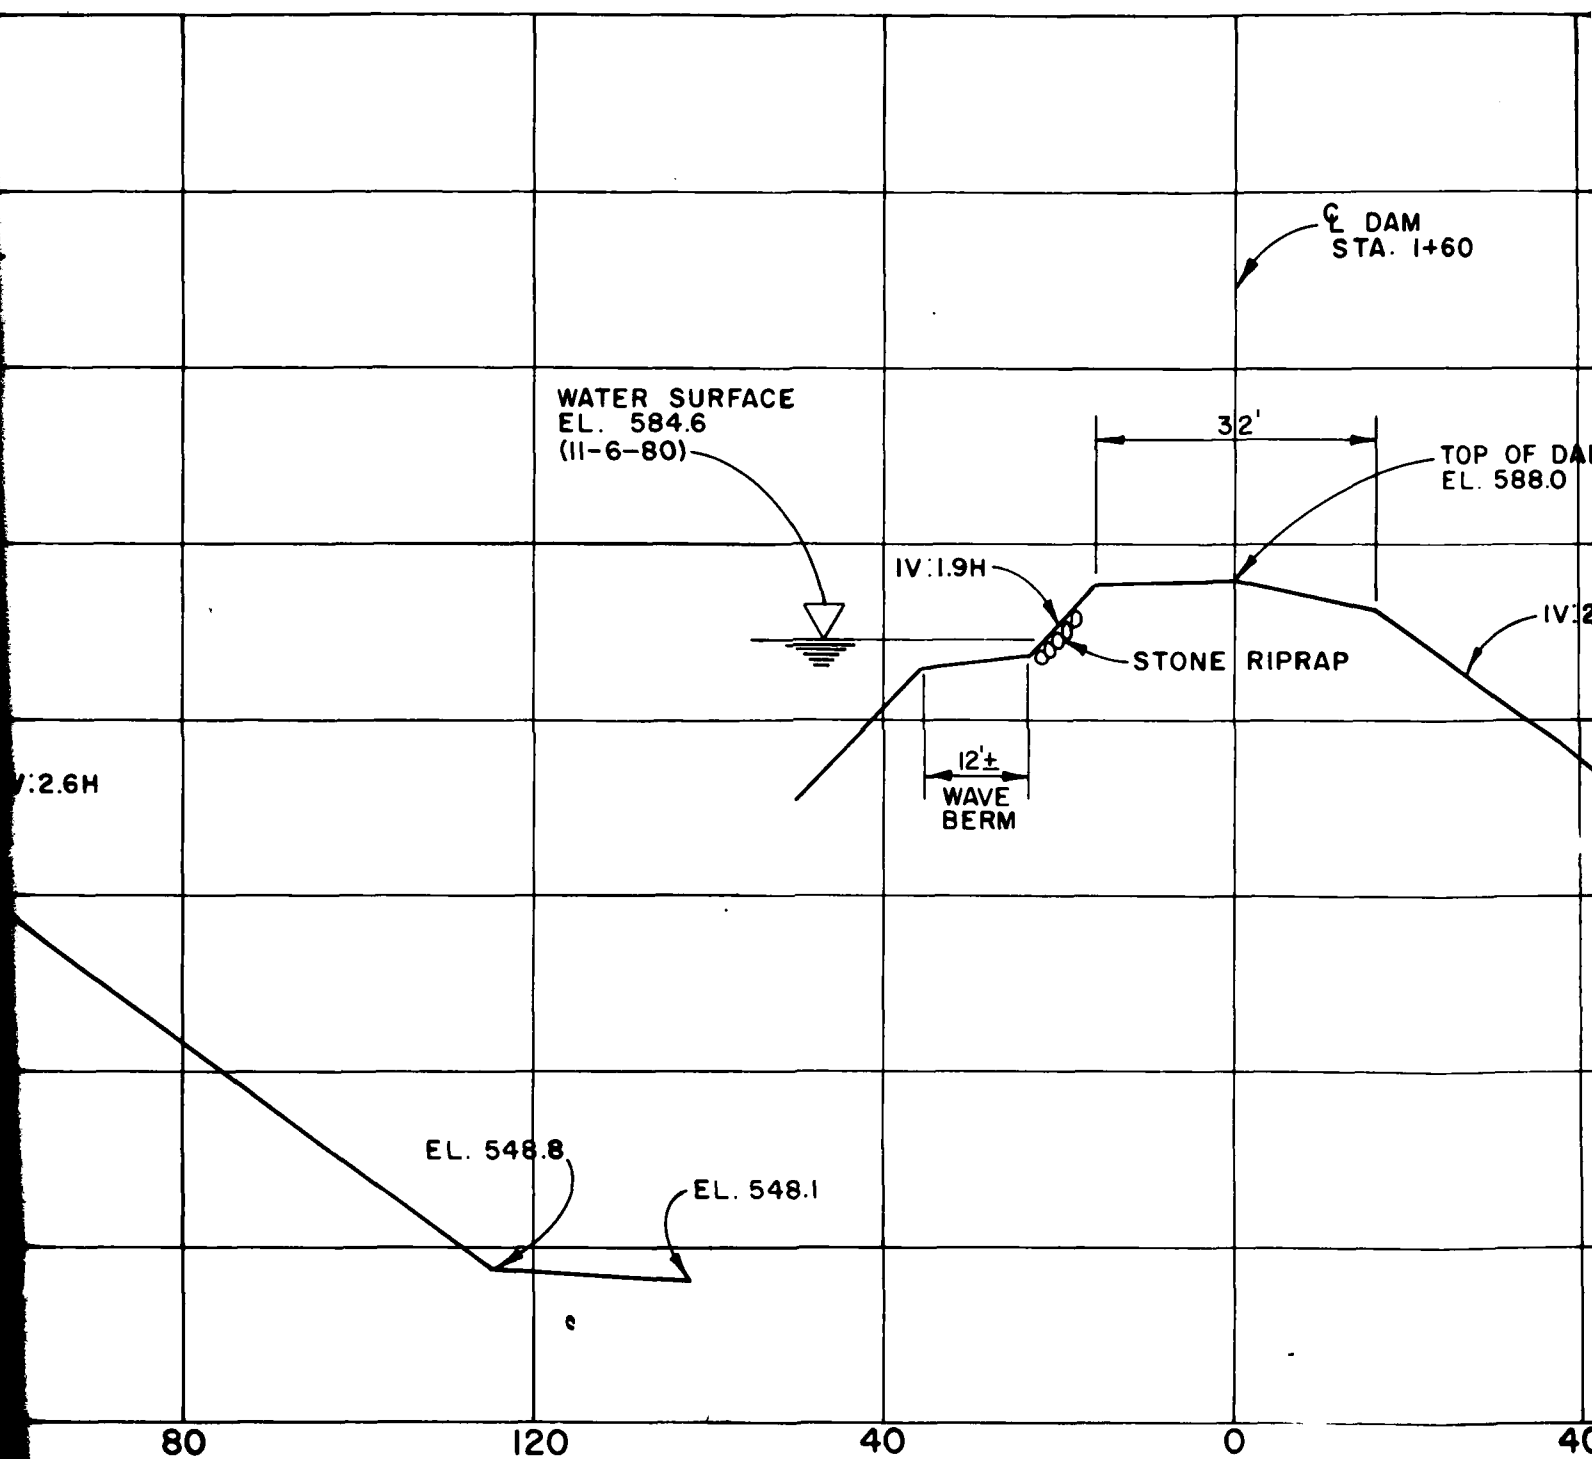 ℄ DAM
STA. 1+60
WATER SURFACE
EL. 584.6
(11-6-80)
32'
TOP OF DA
EL. 588.0
1V:1.9H
1V:2
STONE RIPRAP
12'±
WAVE
BERM
V:2.6H
EL. 548.8
EL. 548.1
80 120 40 0 40